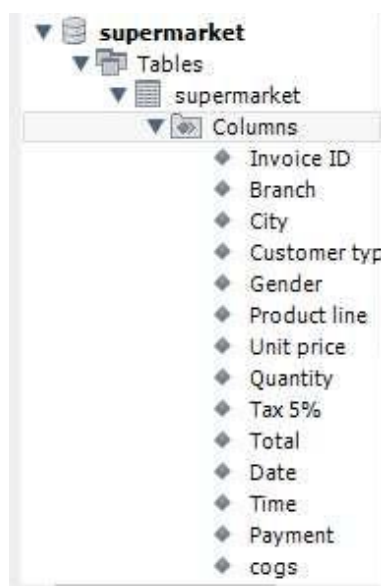 supermarket
Tables
supermarket
Columns
Invoice ID
Branch
City
Customer typ
Gender
Product line
Unit price
Quantity
Tax 5%
Total
Date
Time
Payment
cogs